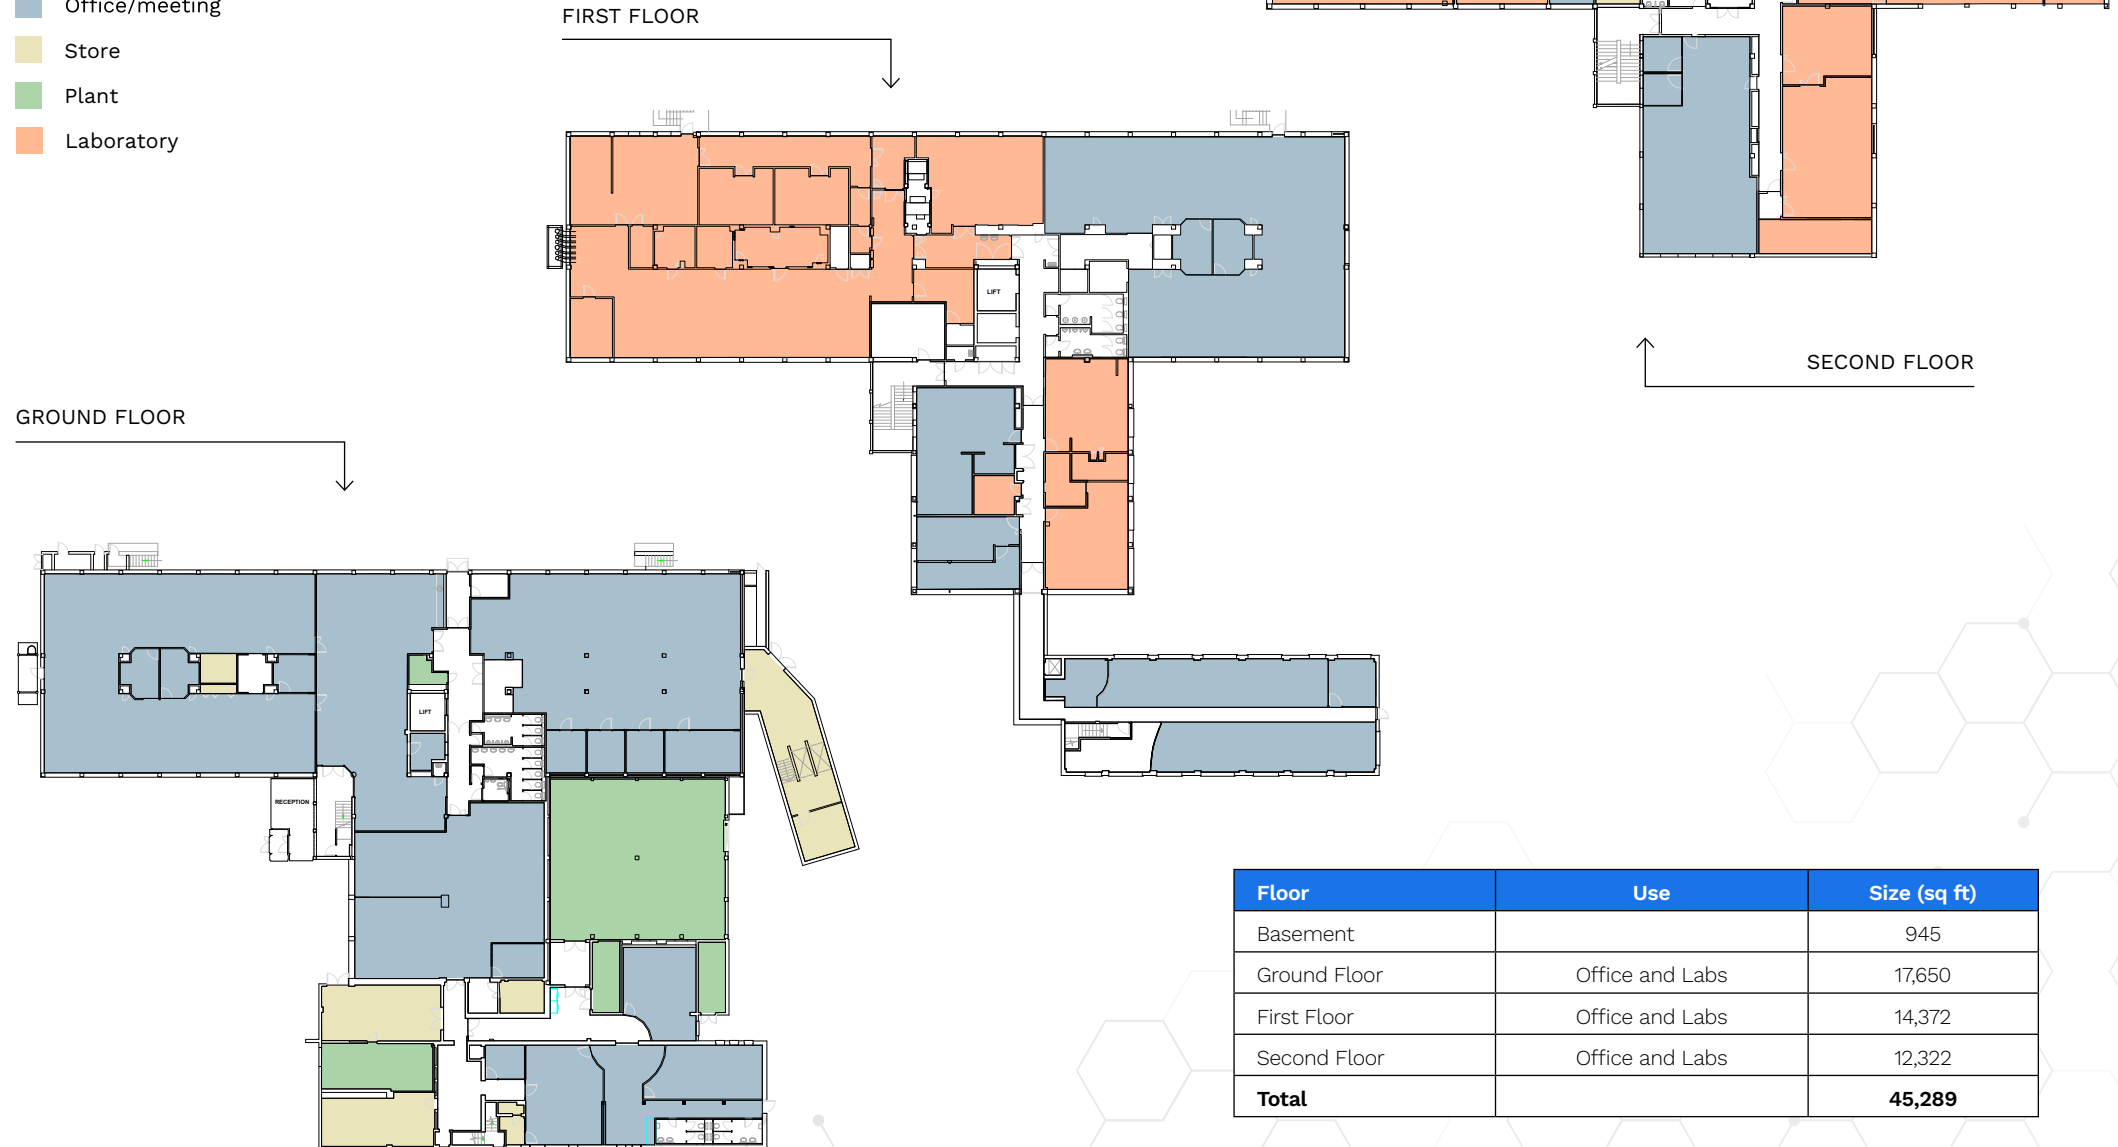 Office/meeting
Store
Plant
Laboratory
FIRST FLOOR
LIFT
SECOND FLOOR
GROUND FLOOR
LIFT
RECEPTION
Floor Use Size (sq ft)
Basement 945
Ground Floor Office and Labs 17,650
First Floor Office and Labs 14,372
Second Floor Office and Labs 12,322
Total 45,289